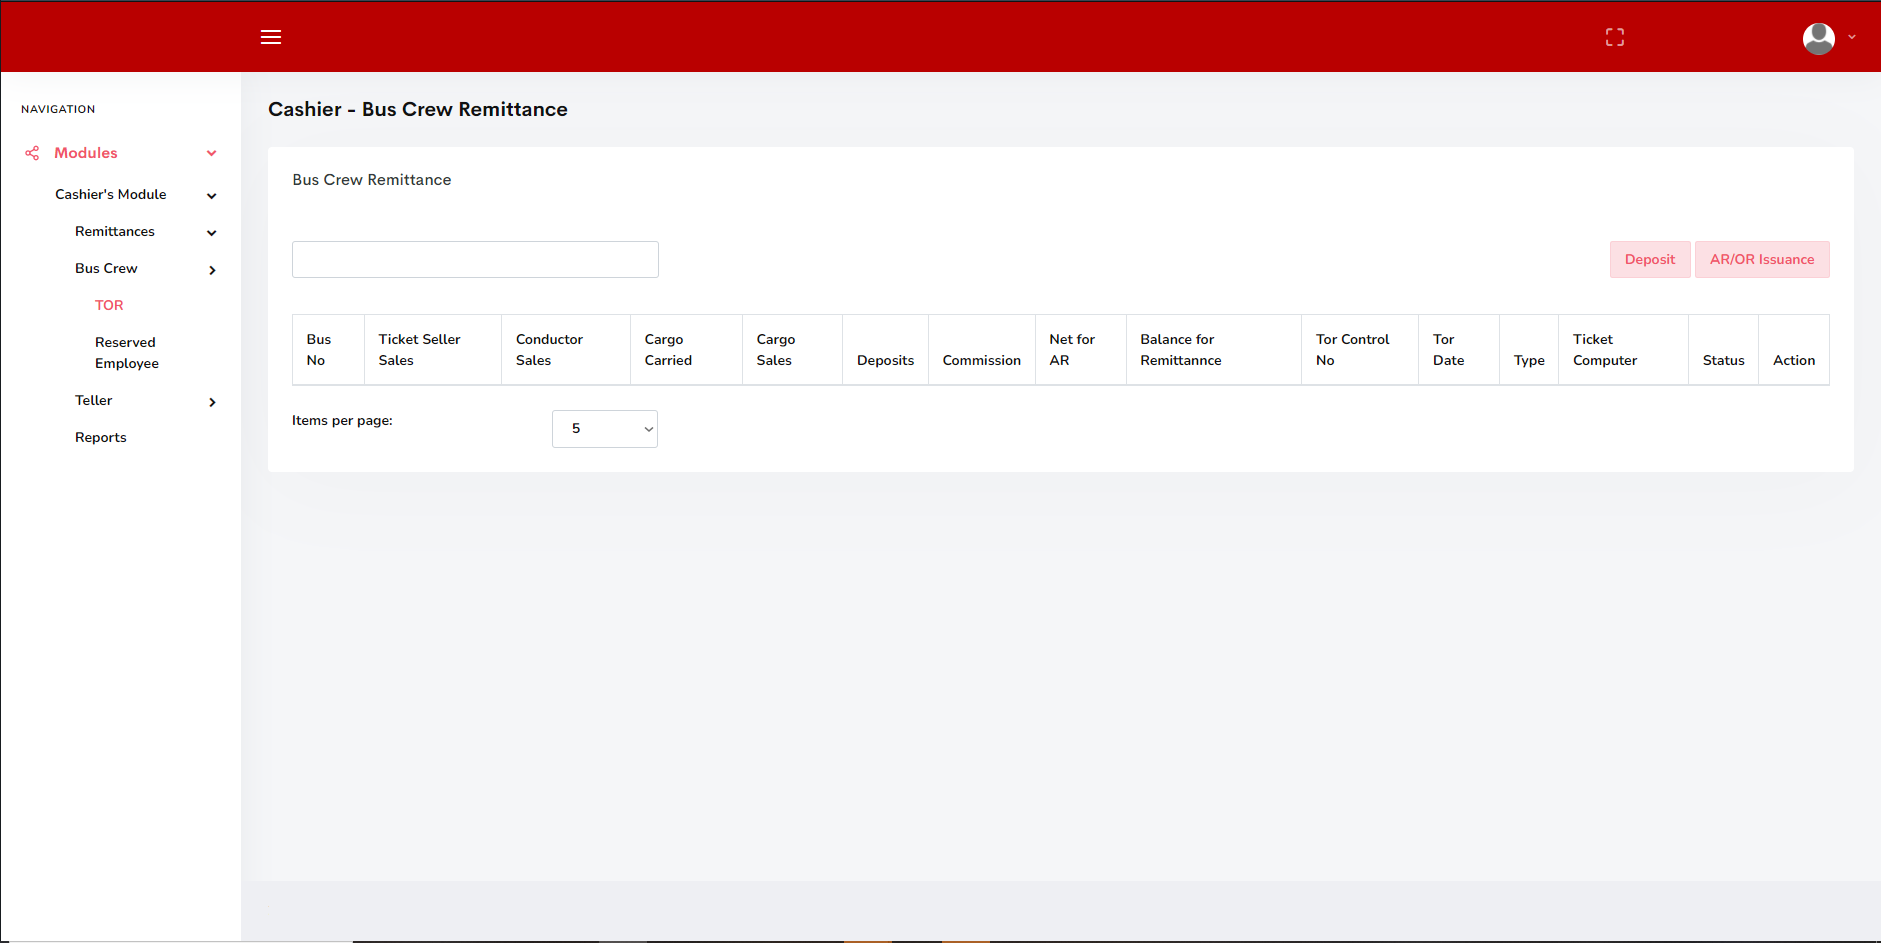 NAVIGATION
Modules
Cashier's Module
Remittances
Bus Crew
TOR
Reserved
Employee
Teller
Reports
Cashier - Bus Crew Remittance
Bus Crew Remittance
Deposit
AR/OR Issuance
Bus
No
Ticket Seller
Sales
Conductor
Sales
Cargo
Carried
Cargo
Sales
Deposits
Commission
Net for
AR
Balance for
Remittannce
Tor Control
No
Tor
Date
Type
Ticket
Computer
Status
Action
Items per page:
5